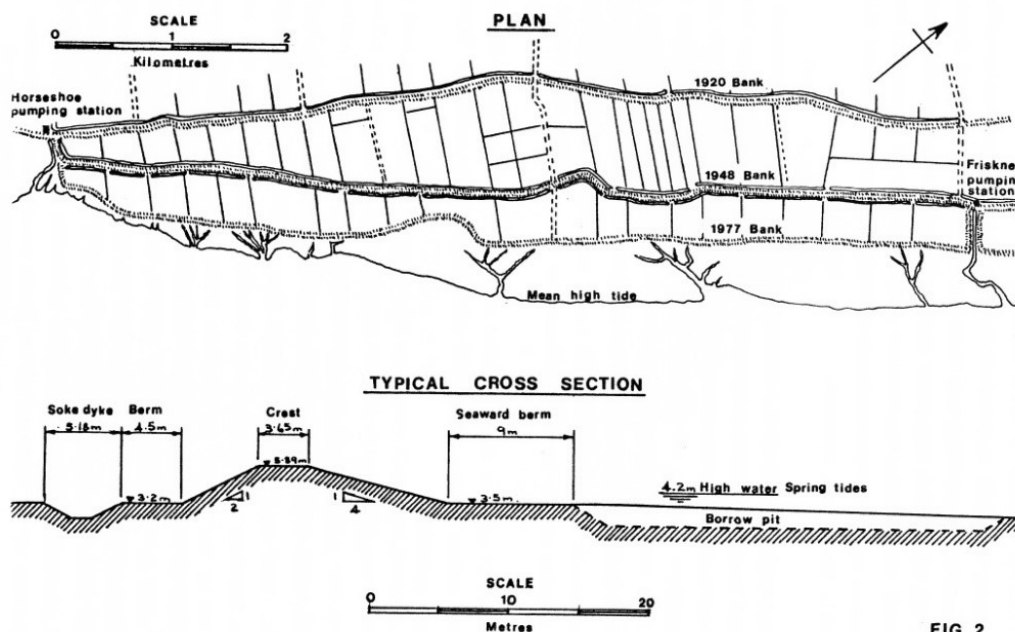 PLAN
SCALE
0 1 2
Kilometres
Horseshoe
pumping station
1920 Bank
Friskney
pumping
station
1948 Bank
1977 Bank
Mean high tide
TYPICAL CROSS SECTION
Soke dyke Berm Crest Seaward berm
5.18m 4.5m 3.65m 9m
5.89m
3.2m 3.5m
4.2m High water Spring tides
1 1
2 4
Borrow pit
SCALE
0 10 20
Metres
FIG 2